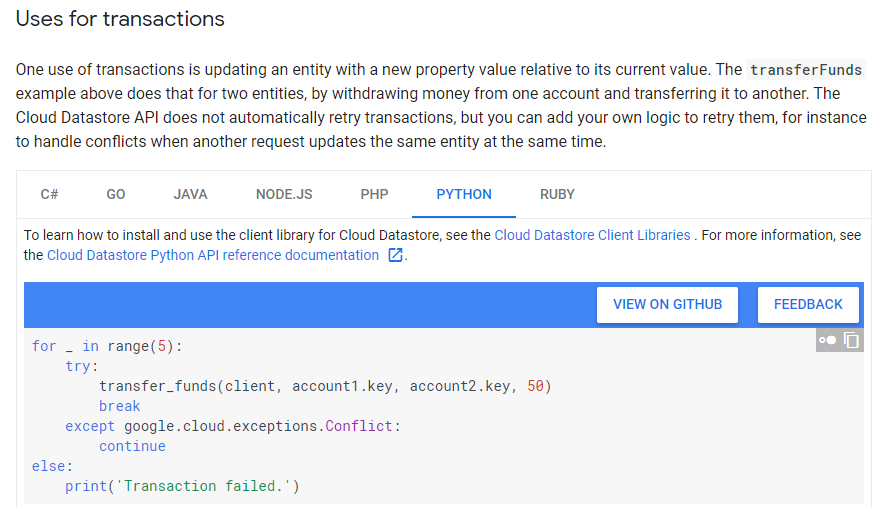 Uses for transactions
One use of transactions is updating an entity with a new property value relative to its current value. The transferFunds
example above does that for two entities, by withdrawing money from one account and transferring it to another. The
Cloud Datastore API does not automatically retry transactions, but you can add your own logic to retry them, for instance
to handle conflicts when another request updates the same entity at the same time.
C# GO JAVA NODE.JS PHP PYTHON RUBY
To learn how to install and use the client library for Cloud Datastore, see the Cloud Datastore Client Libraries . For more information, see
the Cloud Datastore Python API reference documentation .
VIEW ON GITHUB FEEDBACK
for _ in range(5):
    try:
        transfer_funds(client, account1.key, account2.key, 50)
        break
    except google.cloud.exceptions.Conflict:
        continue
else:
    print('Transaction failed.')